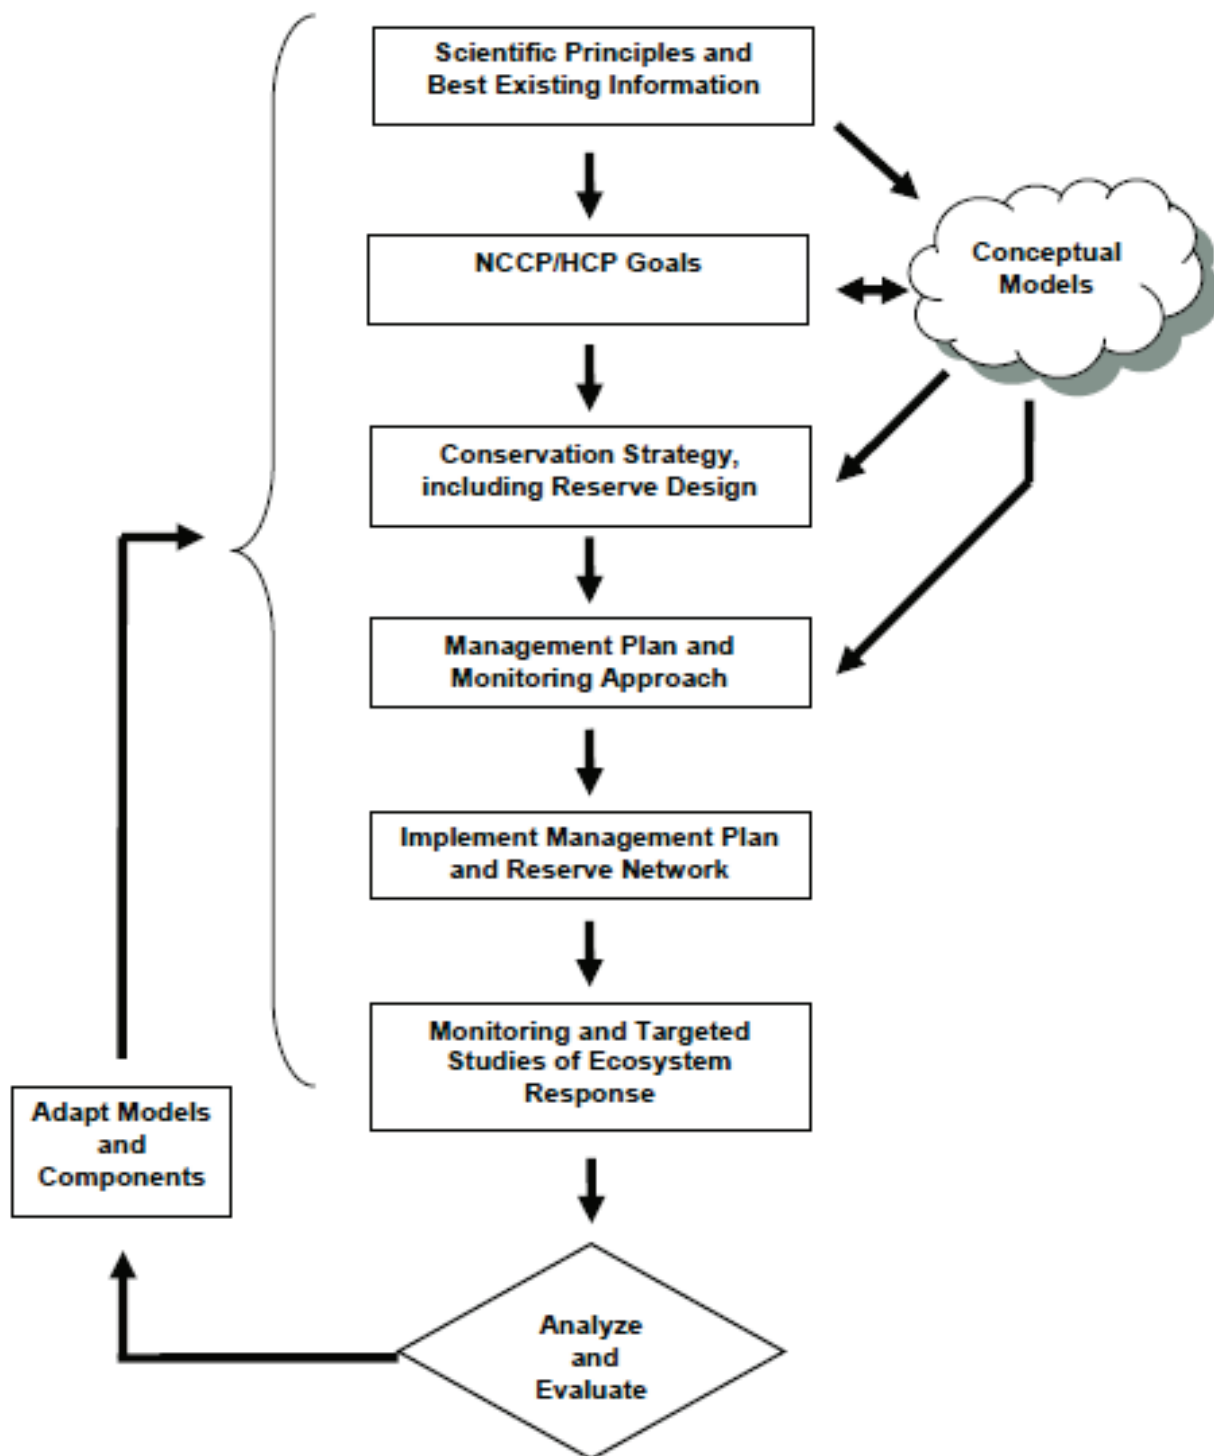 Scientific Principles and
Best Existing Information
NCCP/HCP Goals
Conceptual
Models
Conservation Strategy,
including Reserve Design
Management Plan and
Monitoring Approach
Implement Management Plan
and Reserve Network
Monitoring and Targeted
Studies of Ecosystem
Response
Adapt Models
and
Components
Analyze
and
Evaluate